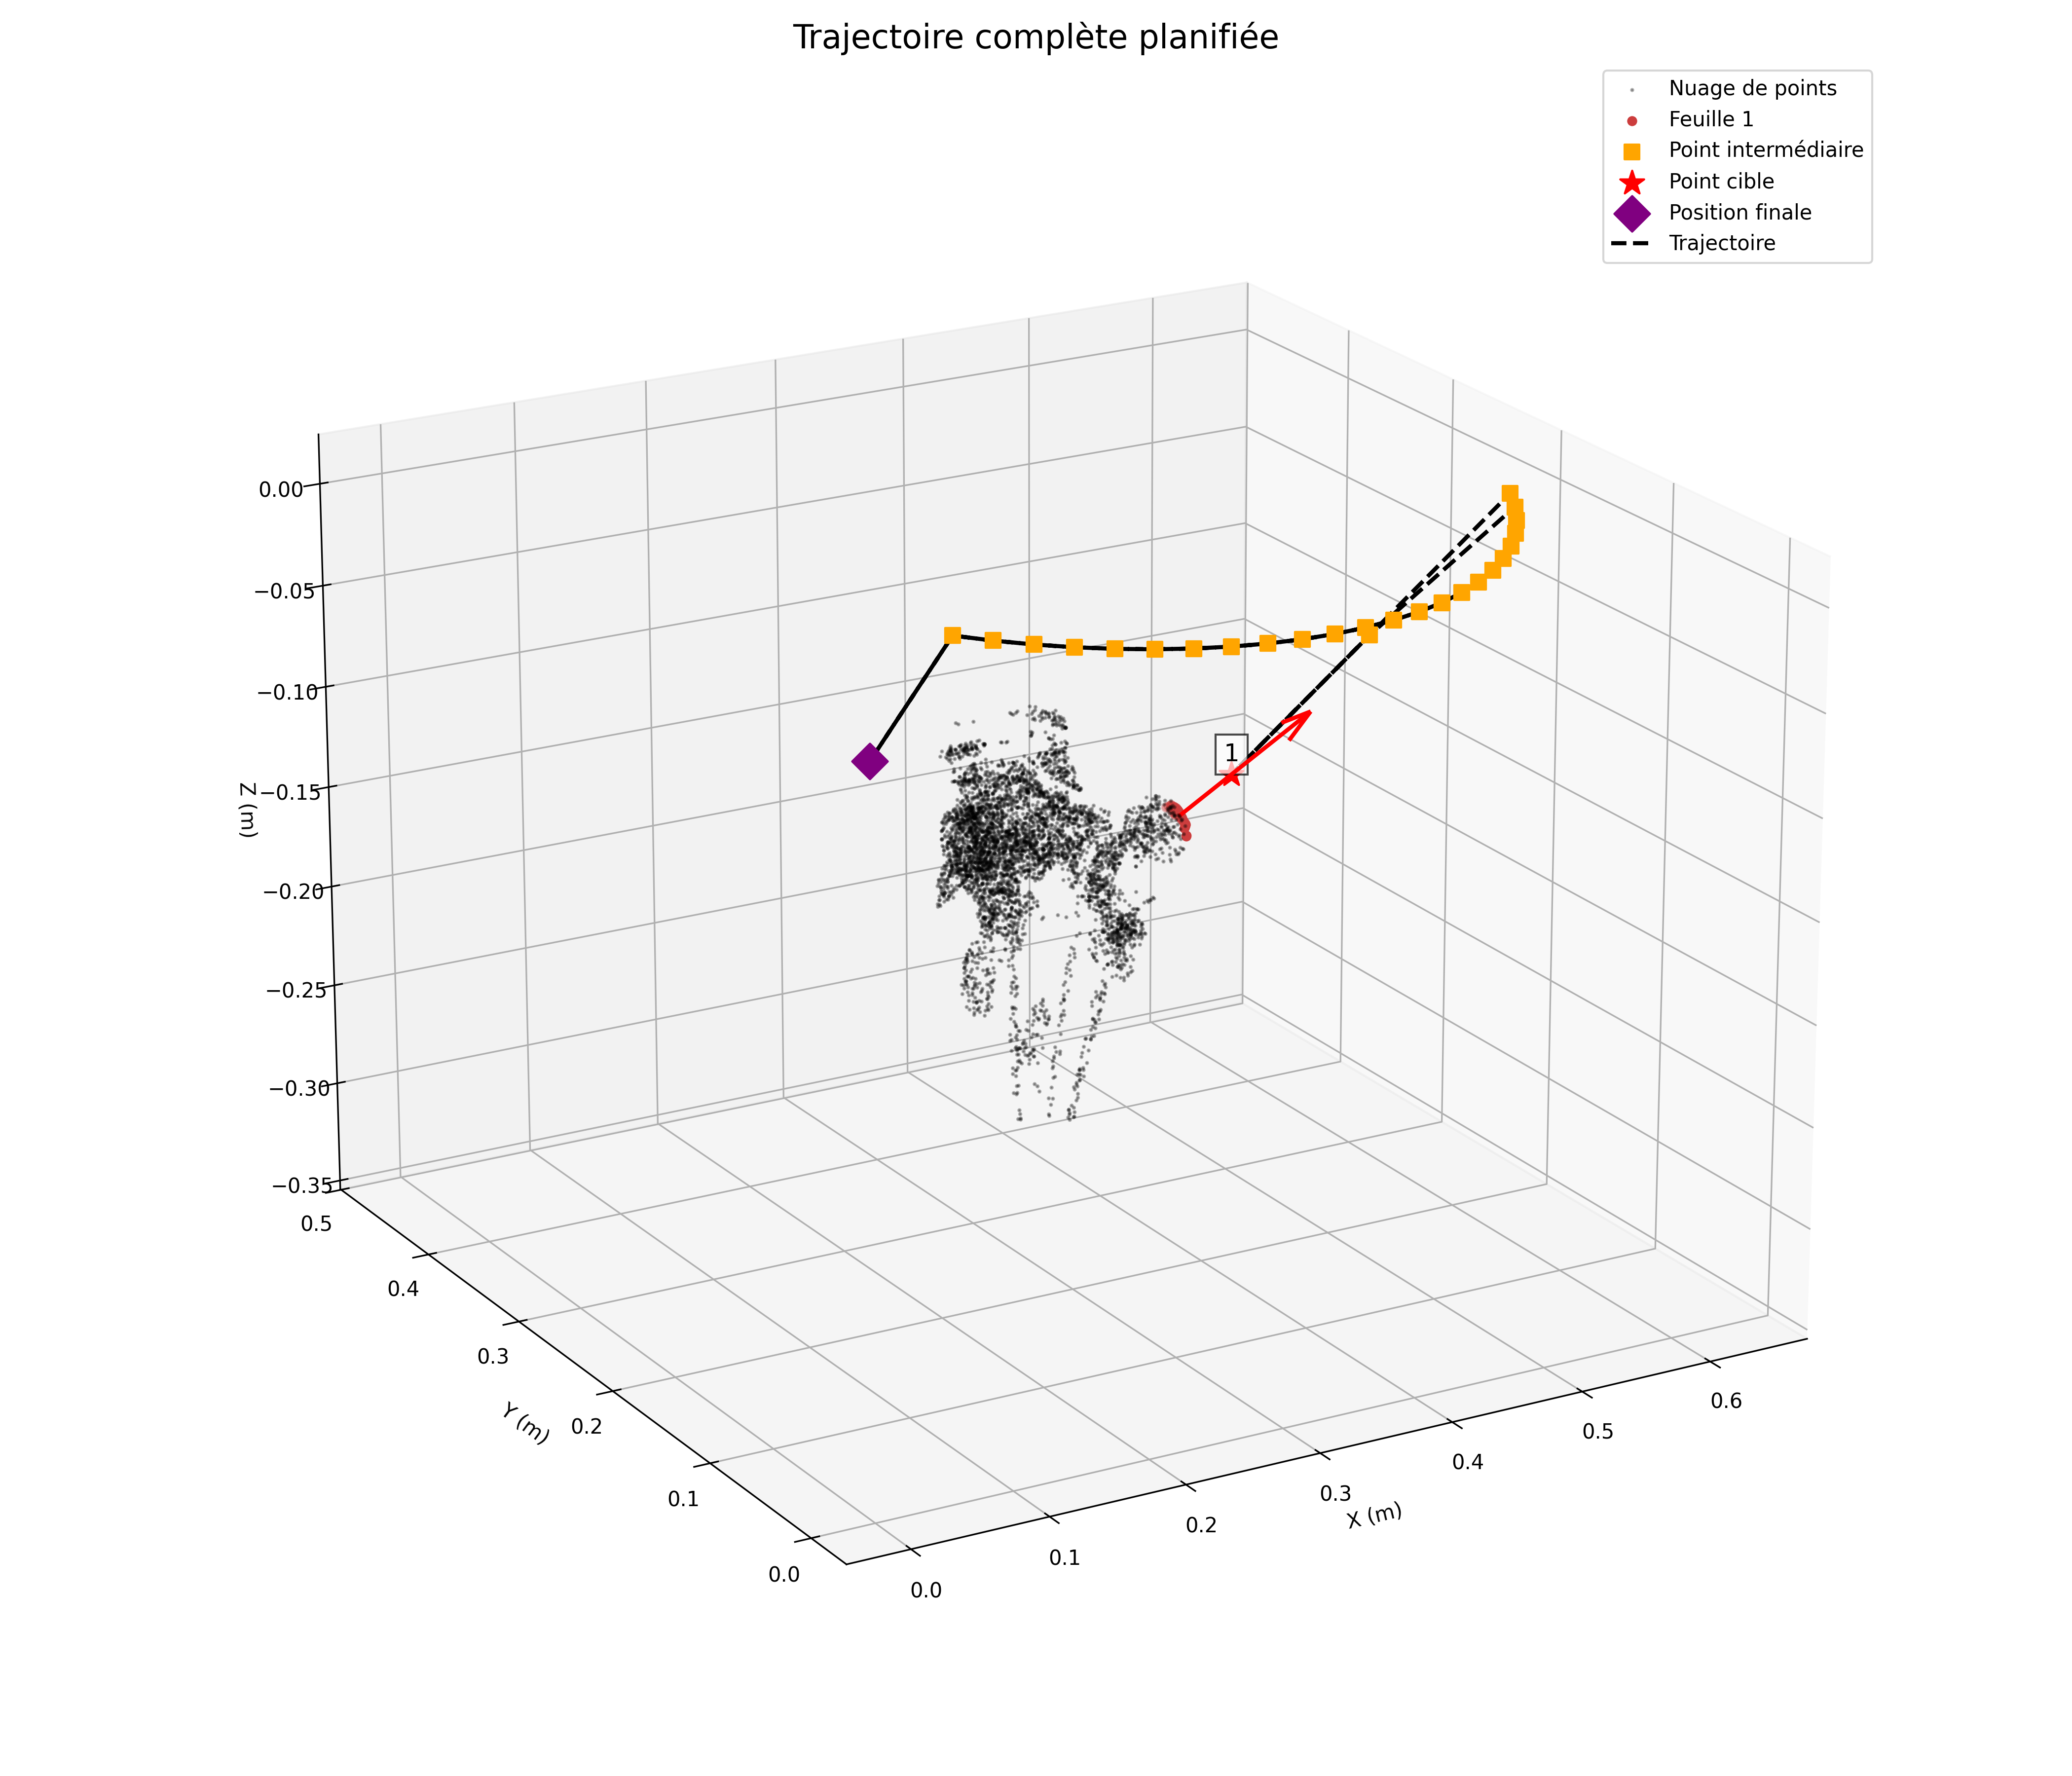 Trajectoire complète planifiée
Nuage de points
Feuille 1
Point intermédiaire
Point cible
Position finale
Trajectoire
0.00
−0.05
−0.10
−0.15
−0.20
−0.25
−0.30
−0.35
Z (m)
1
0.5
0.4
0.3
0.2
0.1
0.0
Y (m)
0.0
0.1
0.2
0.3
0.4
0.5
0.6
X (m)